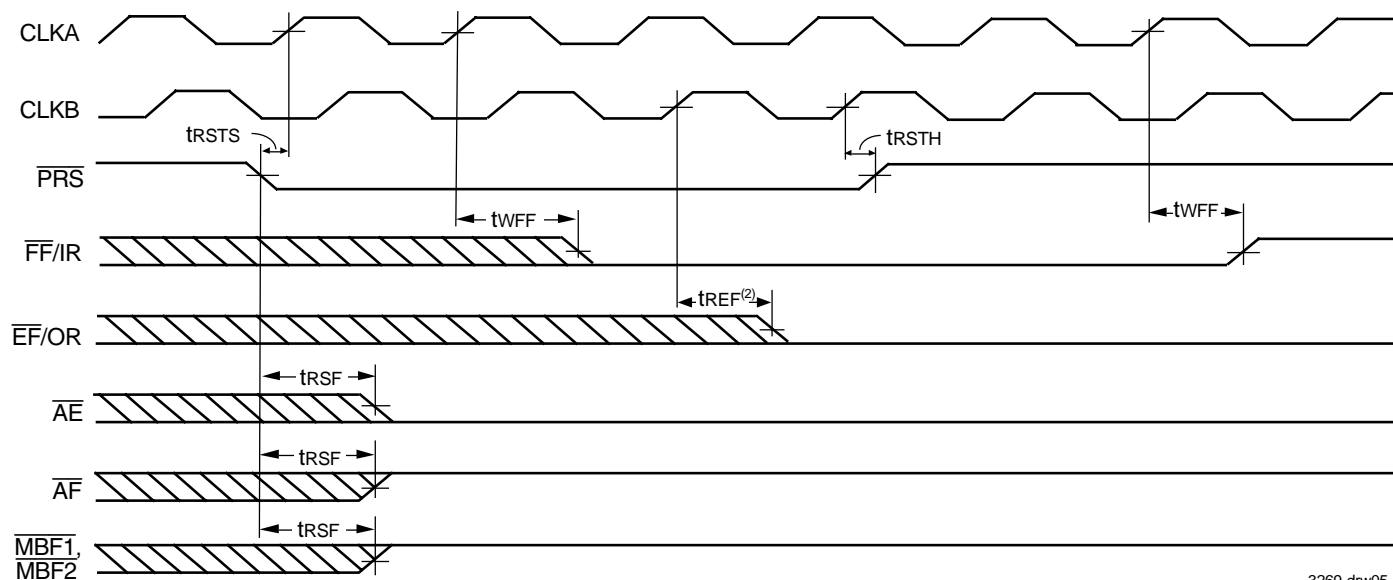 CLKA
CLKB
tRSTS
tRSTH
PRS
tWFF
tWFF
FF/IR
tREF(2)
EF/OR
tRSF
AE
tRSF
AF
tRSF
MBF1,
MBF2
3269 drw05